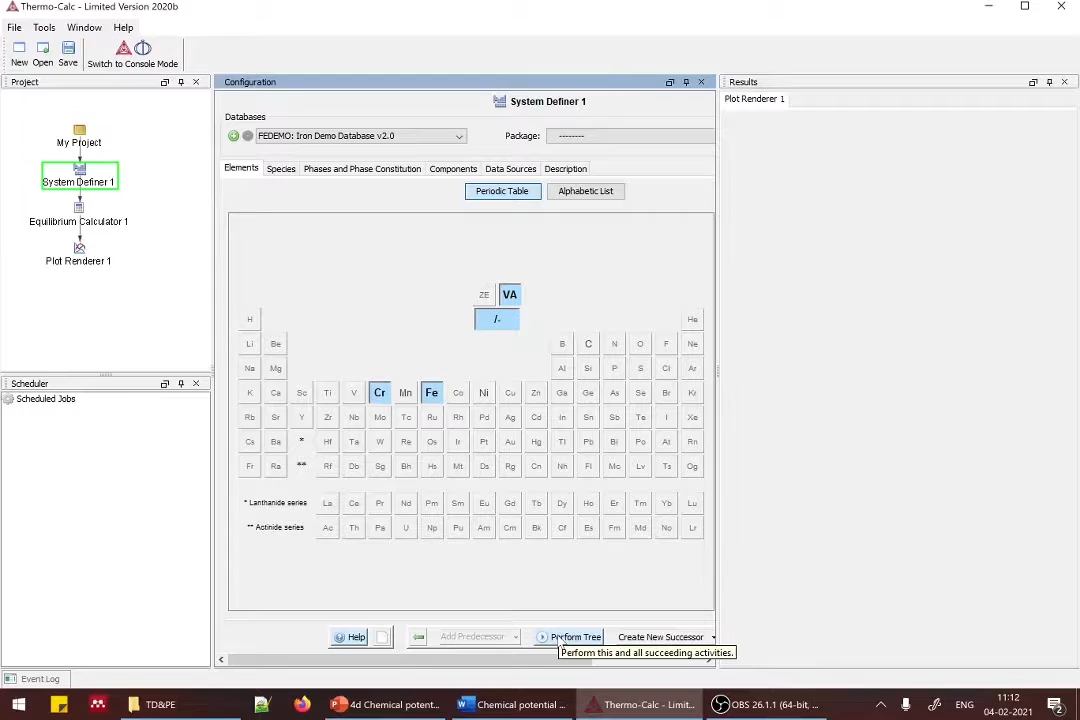 Thermo-Calc - Limited Version 2020b
File Tools Window Help
New Open Save Switch to Console Mode
Project
My Project
System Definer 1
Equilibrium Calculator 1
Plot Renderer 1
Scheduler
Scheduled Jobs
Configuration
System Definer 1
Databases
FEDEMO: Iron Demo Database v2.0 Package: --------
Elements Species Phases and Phase Constitution Components Data Sources Description
Periodic Table Alphabetic List
ZE VA
/-
H He
Li Be B C N O F Ne
Na Mg Al Si P S Cl Ar
K Ca Sc Ti V Cr Mn Fe Co Ni Cu Zn Ga Ge As Se Br Kr
Rb Sr Y Zr Nb Mo Tc Ru Rh Pd Ag Cd In Sn Sb Te I Xe
Cs Ba * Hf Ta W Re Os Ir Pt Au Hg Tl Pb Bi Po At Rn
Fr Ra ** Rf Db Sg Bh Hs Mt Ds Rg Cn Nh Fl Mc Lv Ts Og
* Lanthanide series La Ce Pr Nd Pm Sm Eu Gd Tb Dy Ho Er Tm Yb Lu
** Actinide series Ac Th Pa U Np Pu Am Cm Bk Cf Es Fm Md No Lr
Help Add Predecessor Perform Tree Create New Successor
Perform this and all succeeding activities.
Results
Plot Renderer 1
Event Log
TD&PE 4d Chemical potent... Chemical potential ... Thermo-Calc - Limit... OBS 26.1.1 (64-bit, ... ENG 11:12
04-02-2021 2